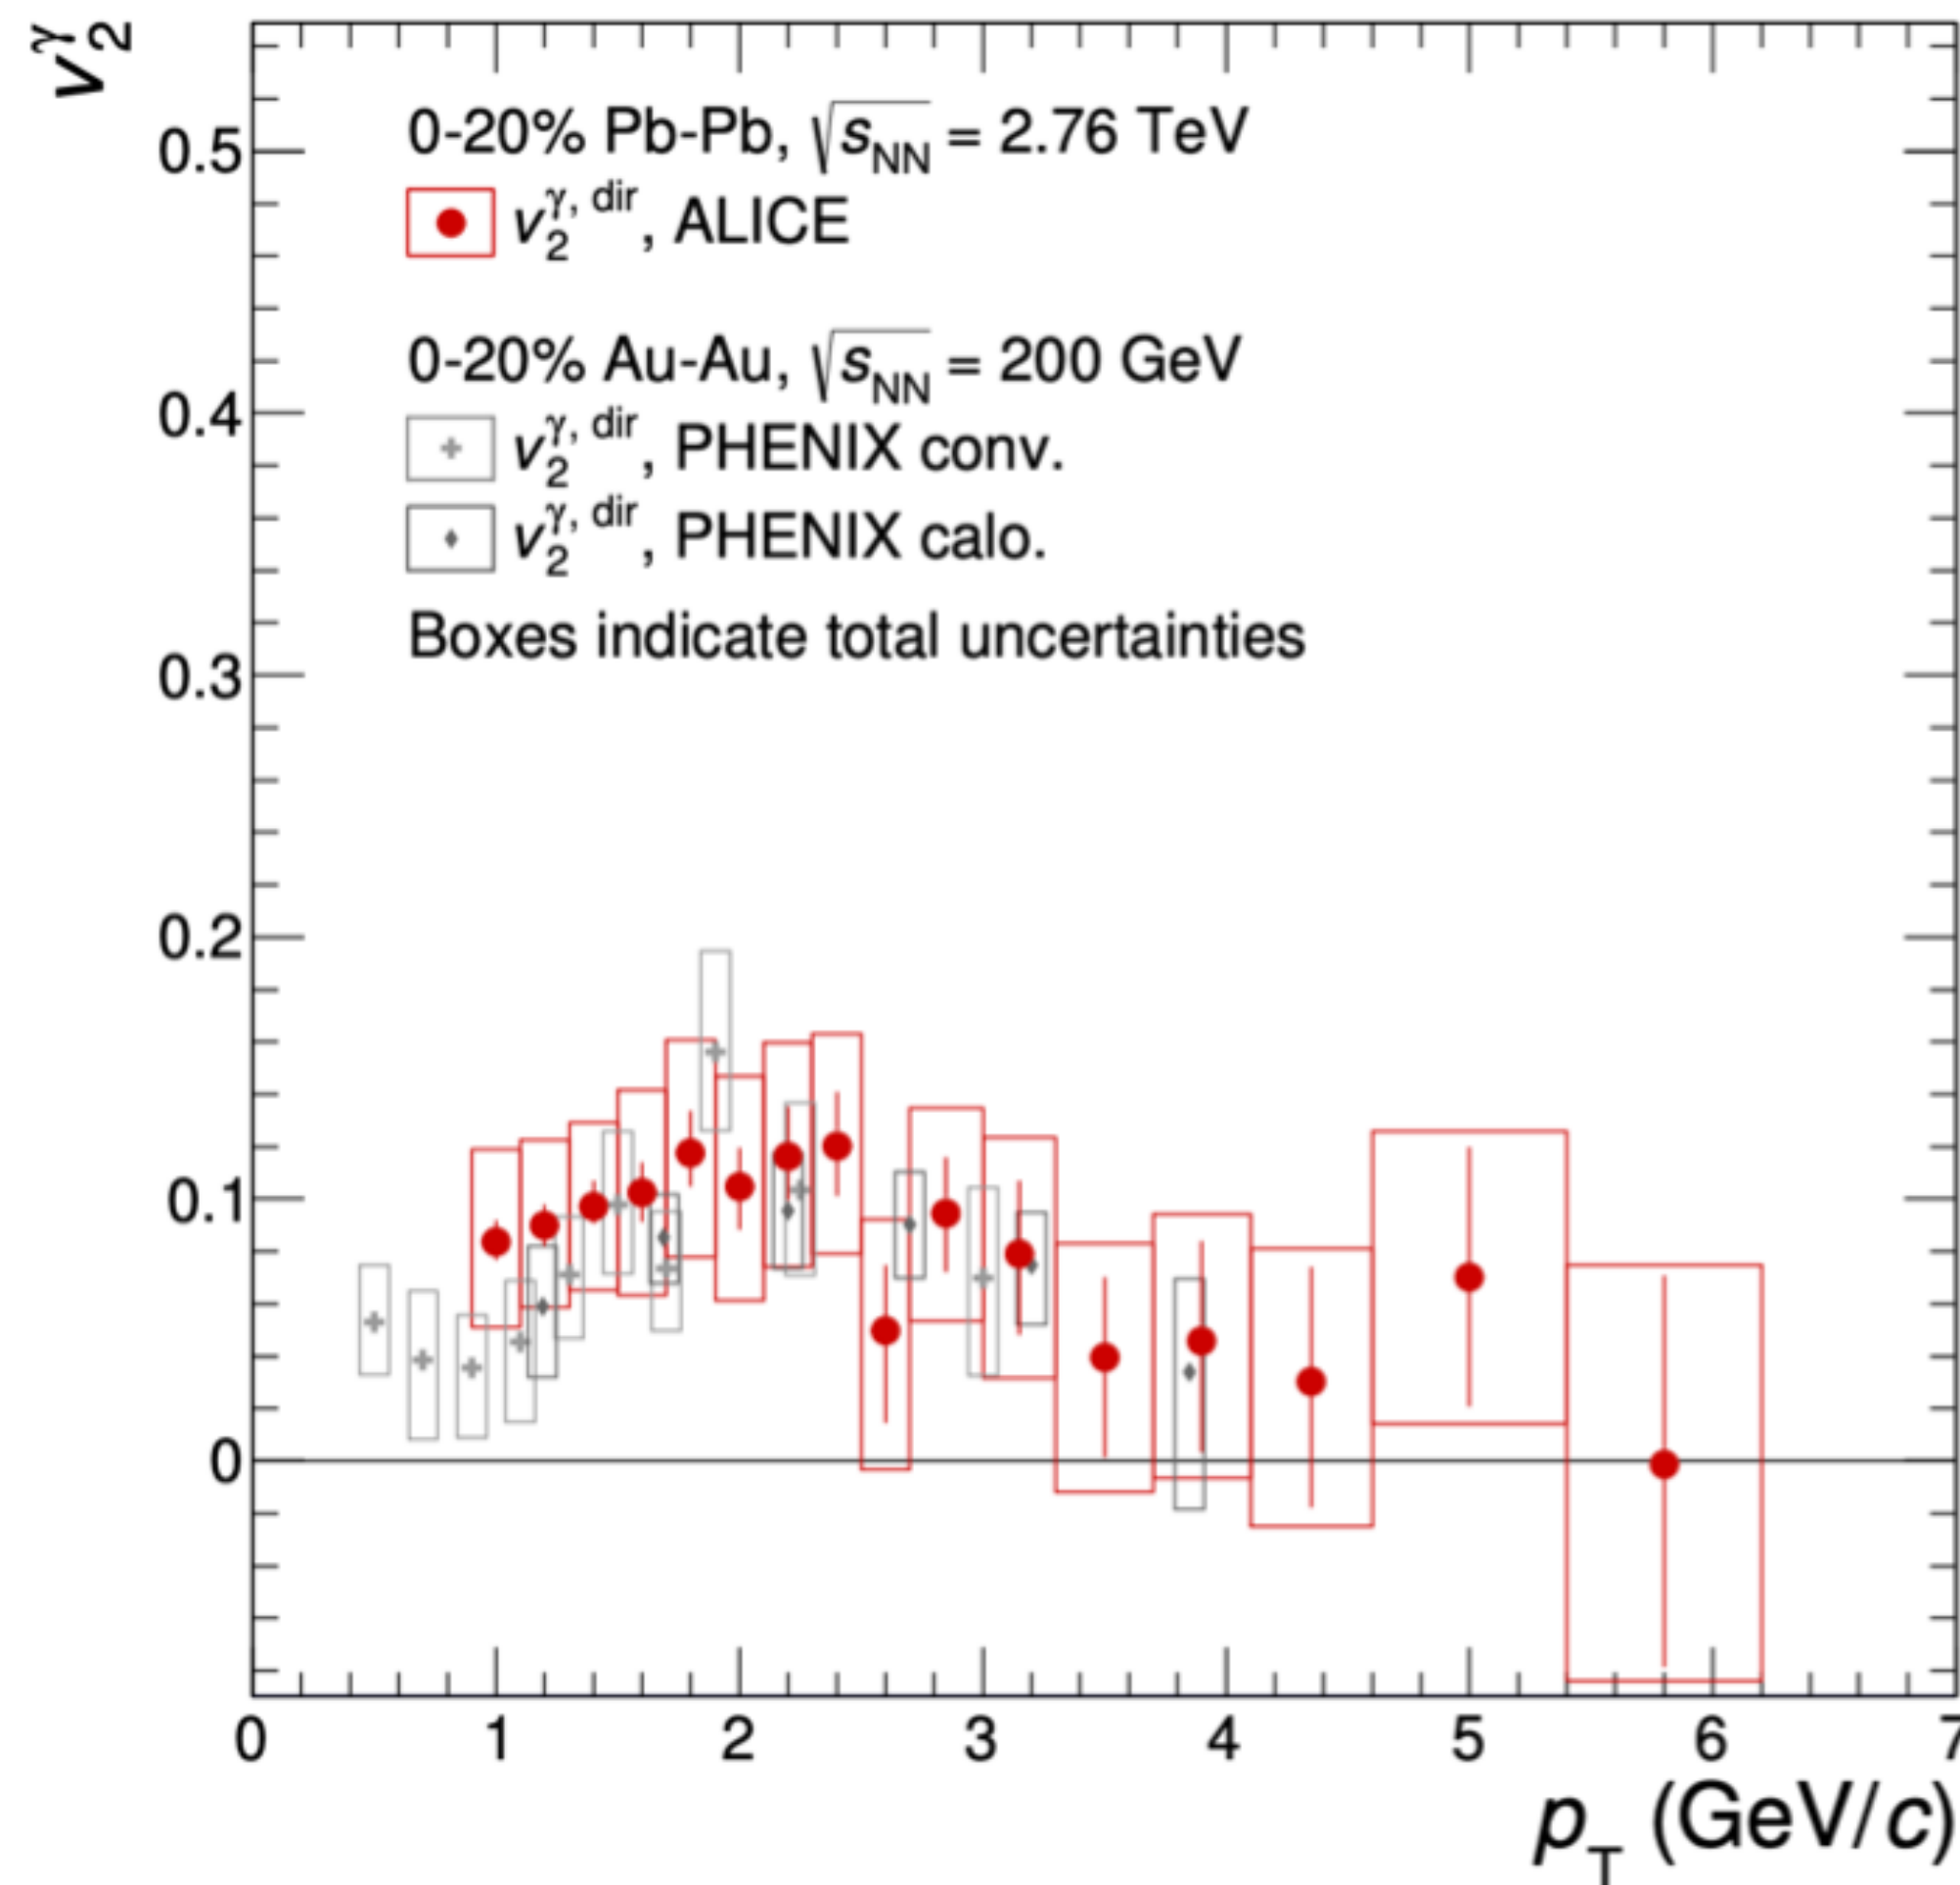 v₂^γ
0-20% Pb-Pb, √s_NN = 2.76 TeV
v₂^γ, dir, ALICE
0-20% Au-Au, √s_NN = 200 GeV
v₂^γ, dir, PHENIX conv.
v₂^γ, dir, PHENIX calo.
Boxes indicate total uncertainties
0.5
0.4
0.3
0.2
0.1
0
0 1 2 3 4 5 6 7
p_T (GeV/c)